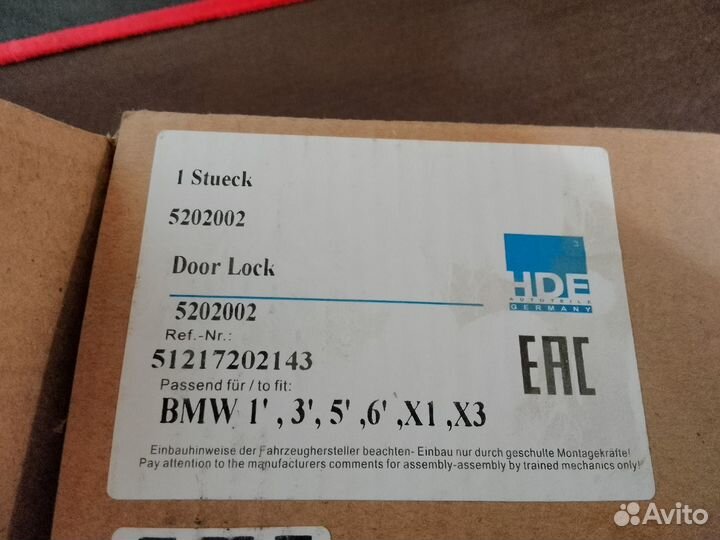 1 Stueck
5202002
Door Lock
3
HDE
AUTOTEILE
GERMANY
5202002
Ref.-Nr.:
51217202143
Passend für / to fit:
EAC
BMW 1' , 3', 5' ,6' ,X1 ,X3
Einbauhinweise der Fahrzeughersteller beachten- Einbau nur durch geschulte Montagekräfte!
Pay attention to the manufacturers comments for assembly-assembly by trained mechanics only!
Avito